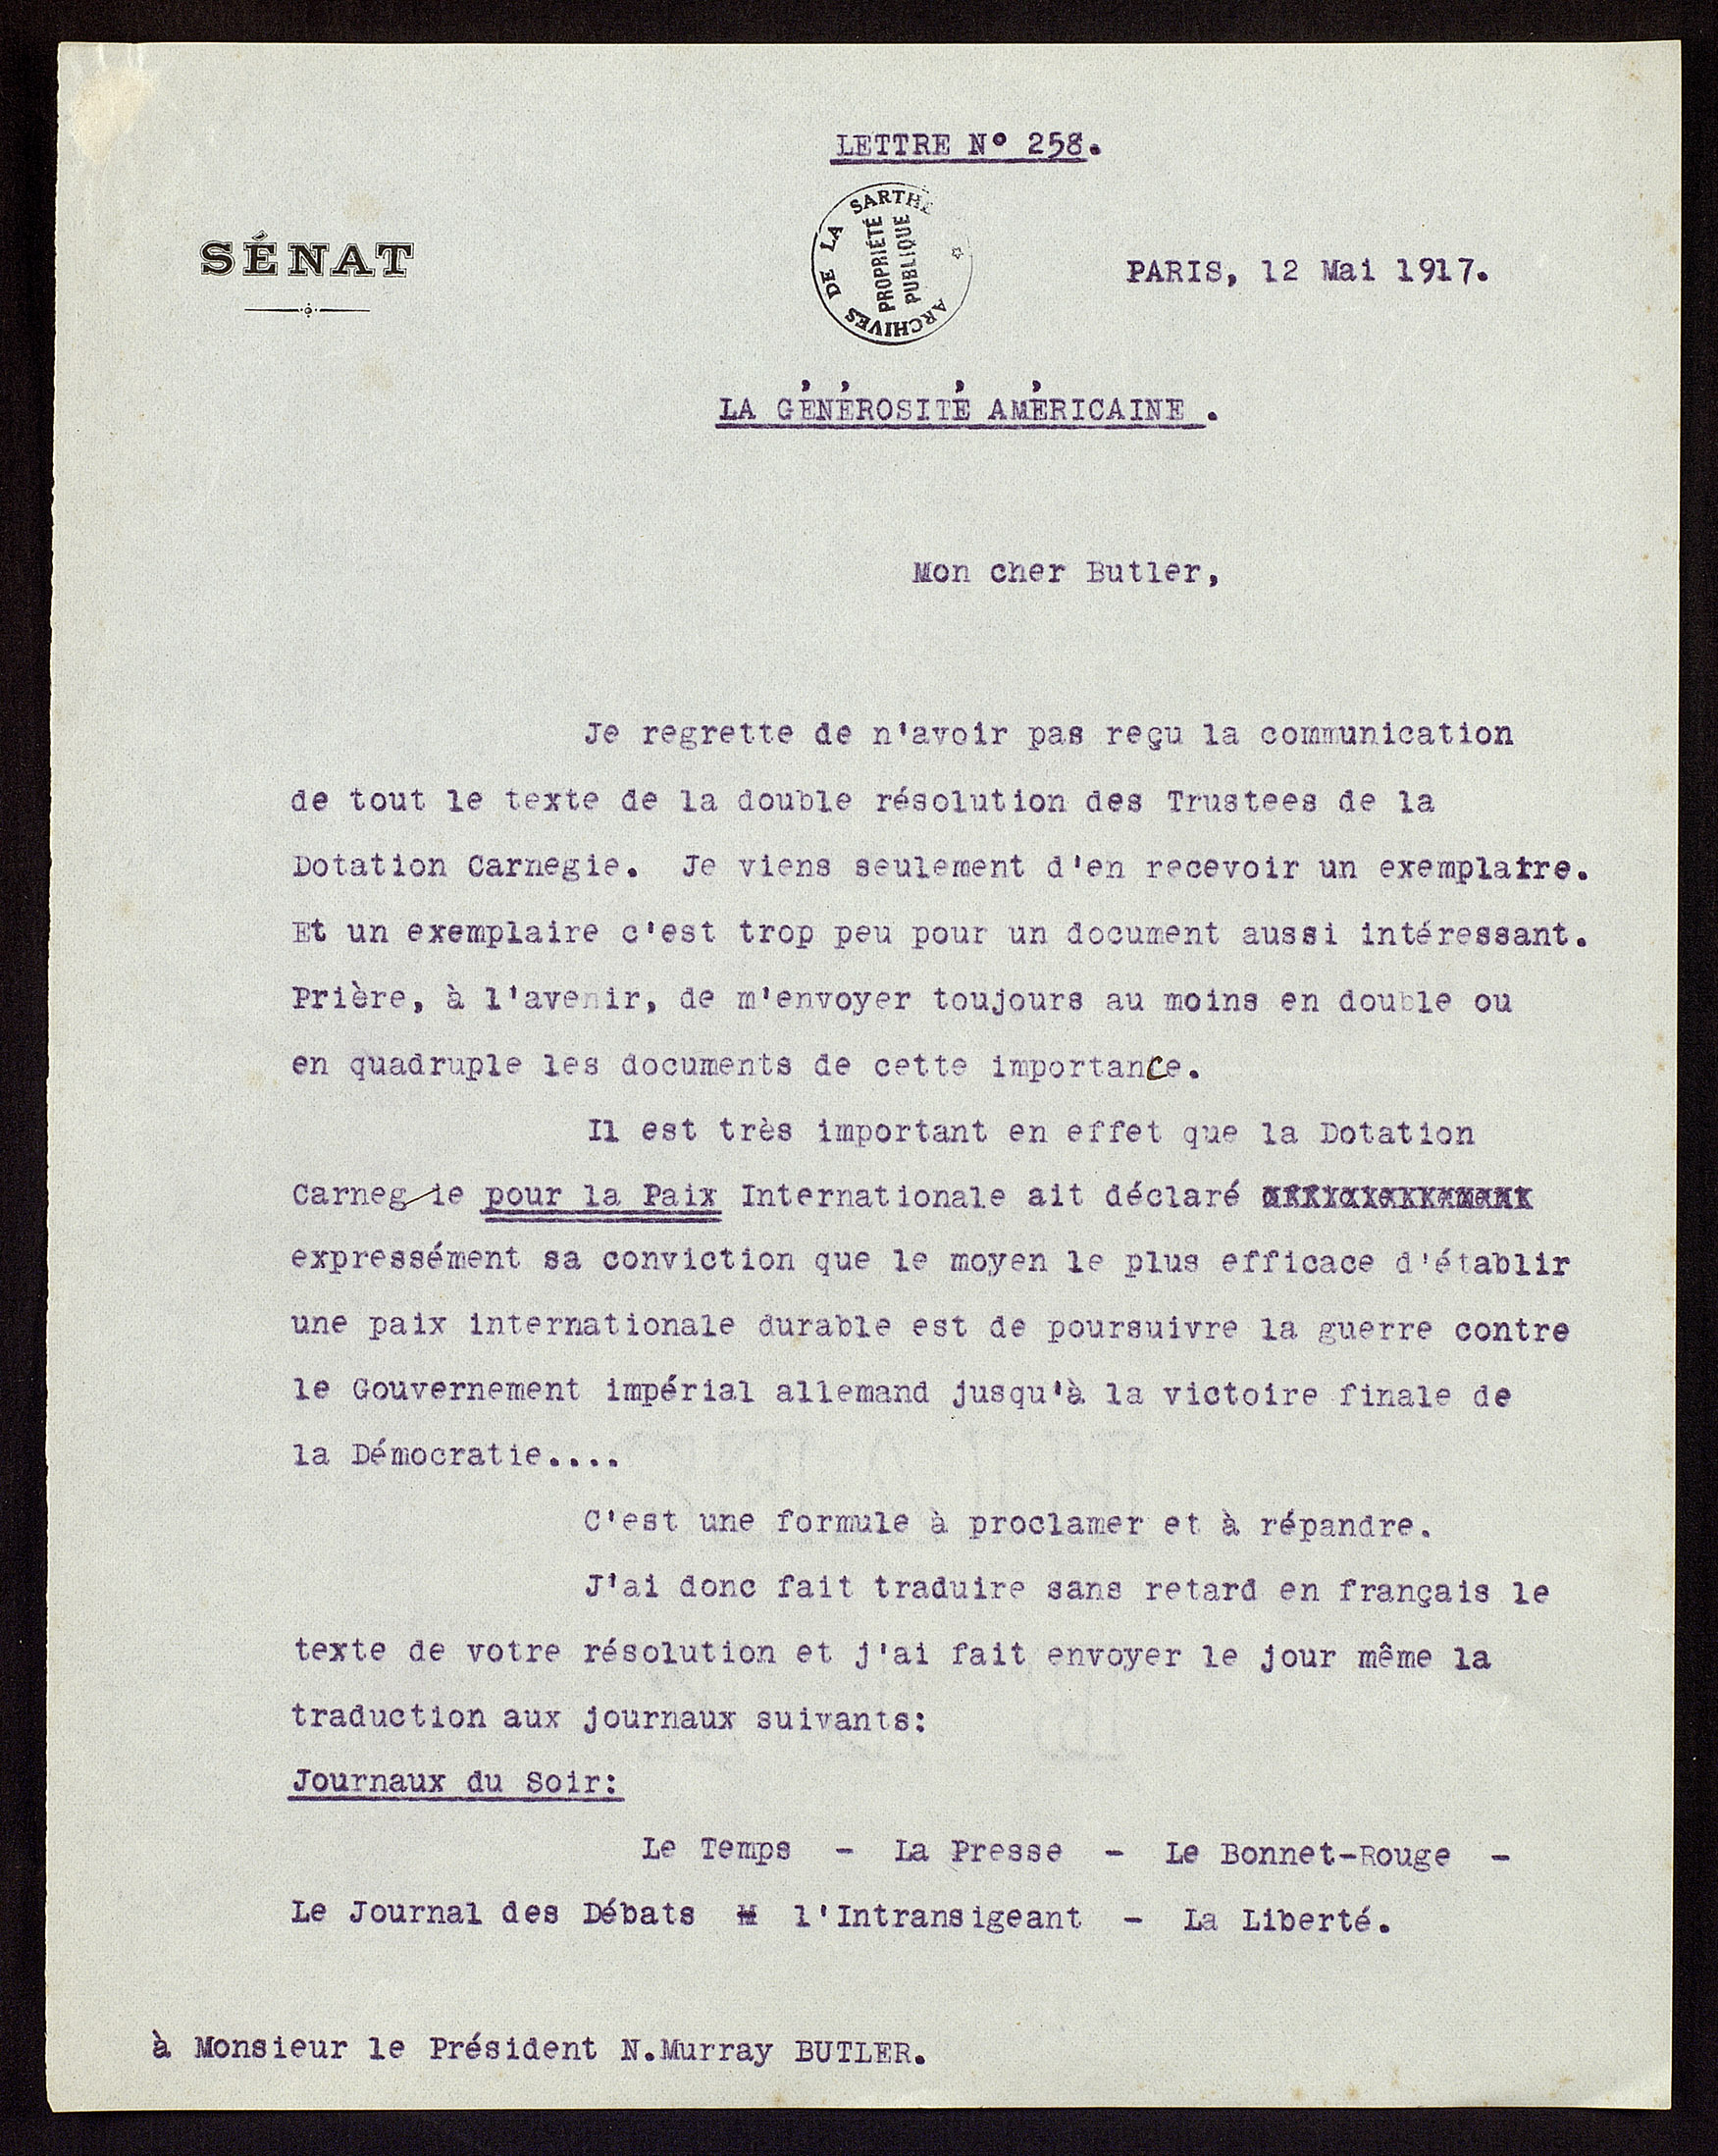 LETTRE N° 258.
SÉNAT
ARCHIVES DE LA SARTHE
PROPRIÉTÉ
PUBLIQUE
PARIS, 12 Mai 1917.
LA GÉNÉROSITÉ AMÉRICAINE .
Mon cher Butler,
Je regrette de n'avoir pas reçu la communication
de tout le texte de la double résolution des Trustees de la
Dotation Carnegie. Je viens seulement d'en recevoir un exemplaire.
Et un exemplaire c'est trop peu pour un document aussi intéressant.
Prière, à l'avenir, de m'envoyer toujours au moins en double ou
en quadruple les documents de cette importance.
Il est très important en effet que la Dotation
Carnegie pour la Paix Internationale ait déclaré
expressément sa conviction que le moyen le plus efficace d'établir
une paix internationale durable est de poursuivre la guerre contre
le Gouvernement impérial allemand jusqu'à la victoire finale de
la Démocratie....
C'est une formule à proclamer et à répandre.
J'ai donc fait traduire sans retard en français le
texte de votre résolution et j'ai fait envoyer le jour même la
traduction aux journaux suivants:
Journaux du Soir:
Le Temps - La Presse - Le Bonnet-Rouge -
Le Journal des Débats - l'Intransigeant - La Liberté.
à Monsieur le Président N.Murray BUTLER.